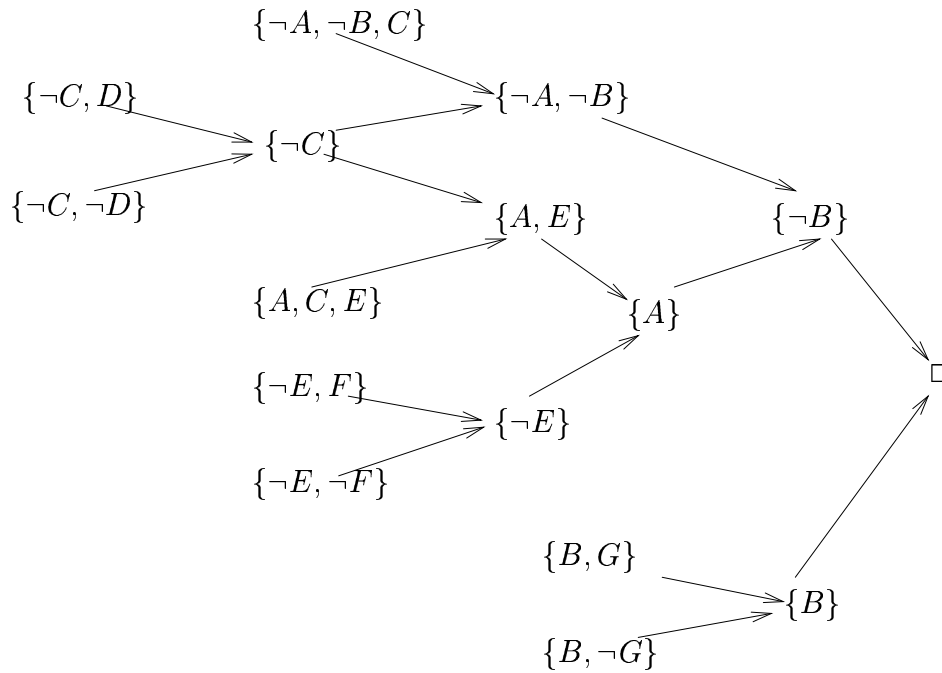 {¬A, ¬B, C}
{¬C, D}
{¬A, ¬B}
{¬C}
{¬C, ¬D}
{A, E}
{¬B}
{A, C, E}
{A}
□
{¬E, F}
{¬E}
{¬E, ¬F}
{B, G}
{B}
{B, ¬G}